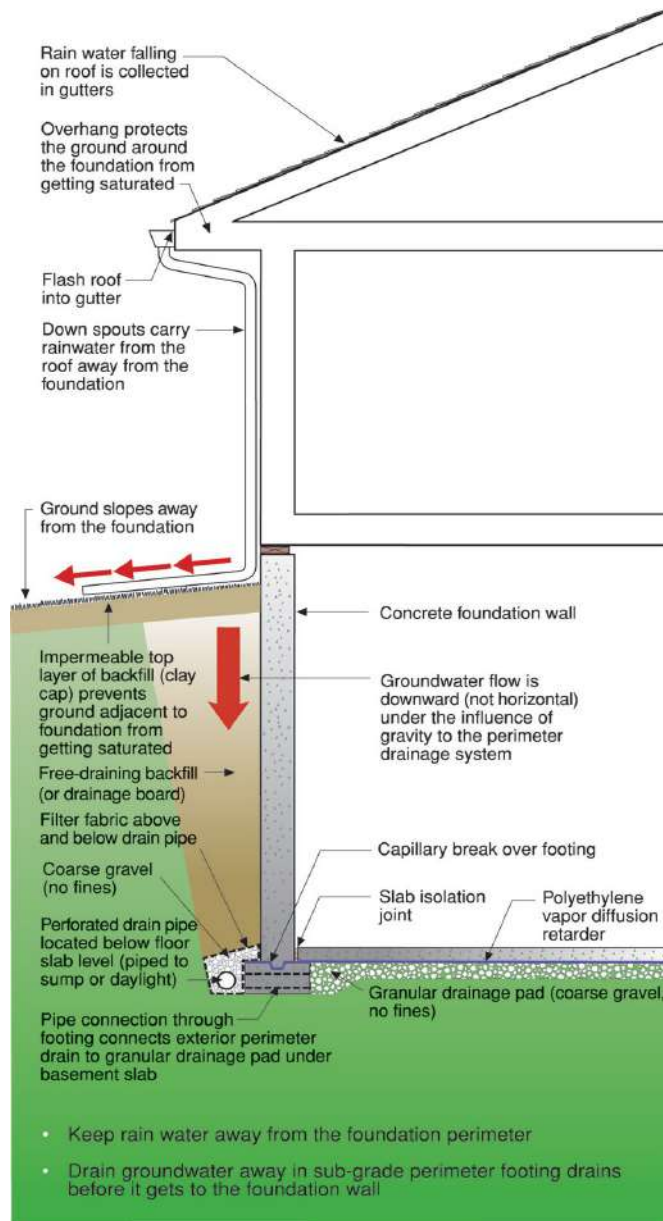 Rain water falling
on roof is collected
in gutters
Overhang protects
the ground around
the foundation from
getting saturated
Flash roof
into gutter
Down spouts carry
rainwater from the
roof away from the
foundation
Ground slopes away
from the foundation
Concrete foundation wall
Impermeable top
layer of backfill (clay
cap) prevents
ground adjacent to
foundation from
getting saturated
Groundwater flow is
downward (not horizontal)
under the influence of
gravity to the perimeter
drainage system
Free-draining backfill
(or drainage board)
Filter fabric above
and below drain pipe
Capillary break over footing
Coarse gravel
(no fines)
Slab isolation
joint
Polyethylene
vapor diffusion
retarder
Perforated drain pipe
located below floor
slab level (piped to
sump or daylight)
Granular drainage pad (coarse gravel,
no fines)
Pipe connection through
footing connects exterior perimeter
drain to granular drainage pad under
basement slab
• Keep rain water away from the foundation perimeter
• Drain groundwater away in sub-grade perimeter footing drains
before it gets to the foundation wall